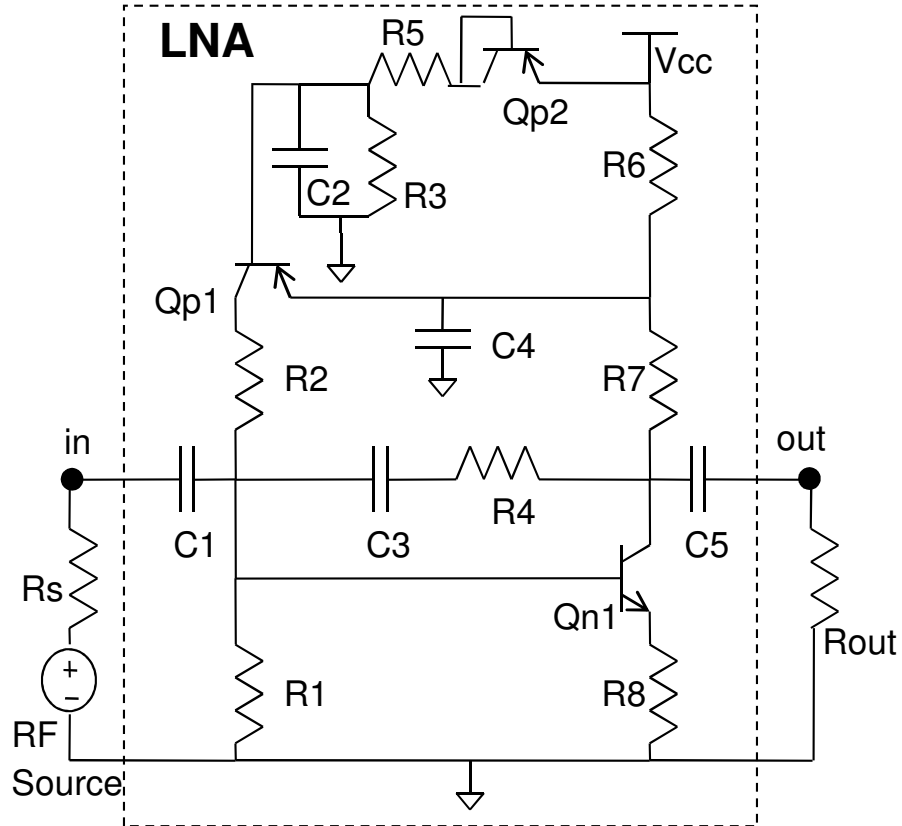 LNA
R5
Vcc
Qp2
R6
C2
R3
Qp1
C4
R2
R7
in
out
R4
C1
C3
C5
Rs
Qn1
Rout
+
−
R1
R8
RF
Source